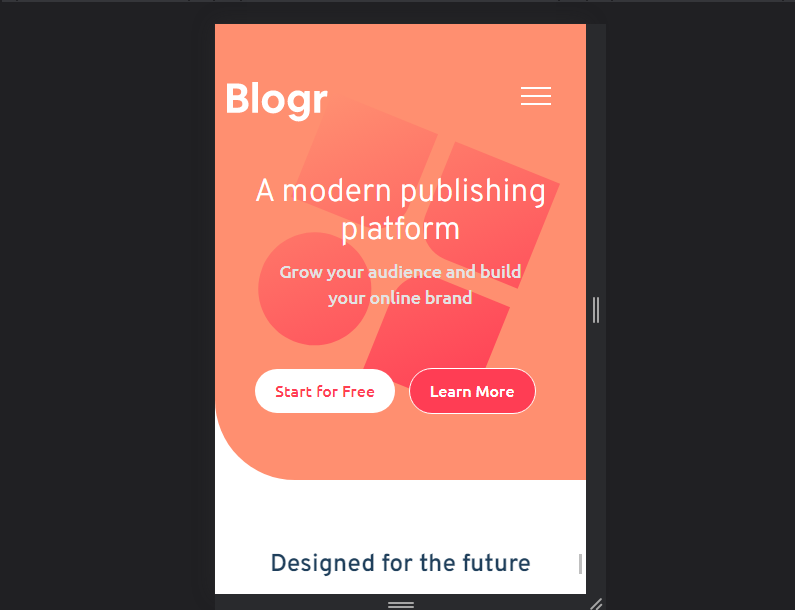 Blogr
A modern publishing
platform
Grow your audience and build
your online brand
Start for Free
Learn More
Designed for the future